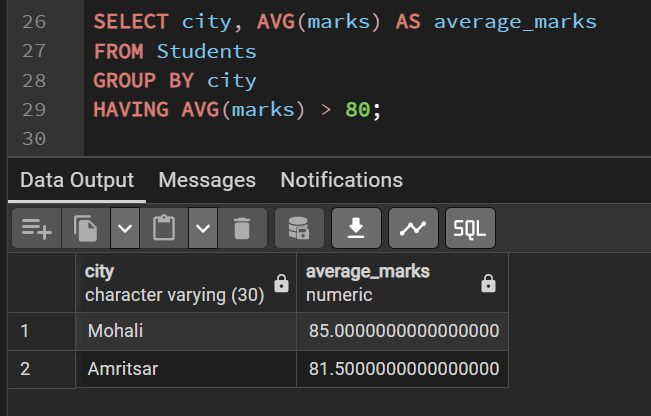 26 SELECT city, AVG(marks) AS average_marks
27 FROM Students
28 GROUP BY city
29 HAVING AVG(marks) > 80;
30
Data Output Messages Notifications
SQL
city average_marks
character varying (30) numeric
1 Mohali 85.0000000000000000
2 Amritsar 81.5000000000000000